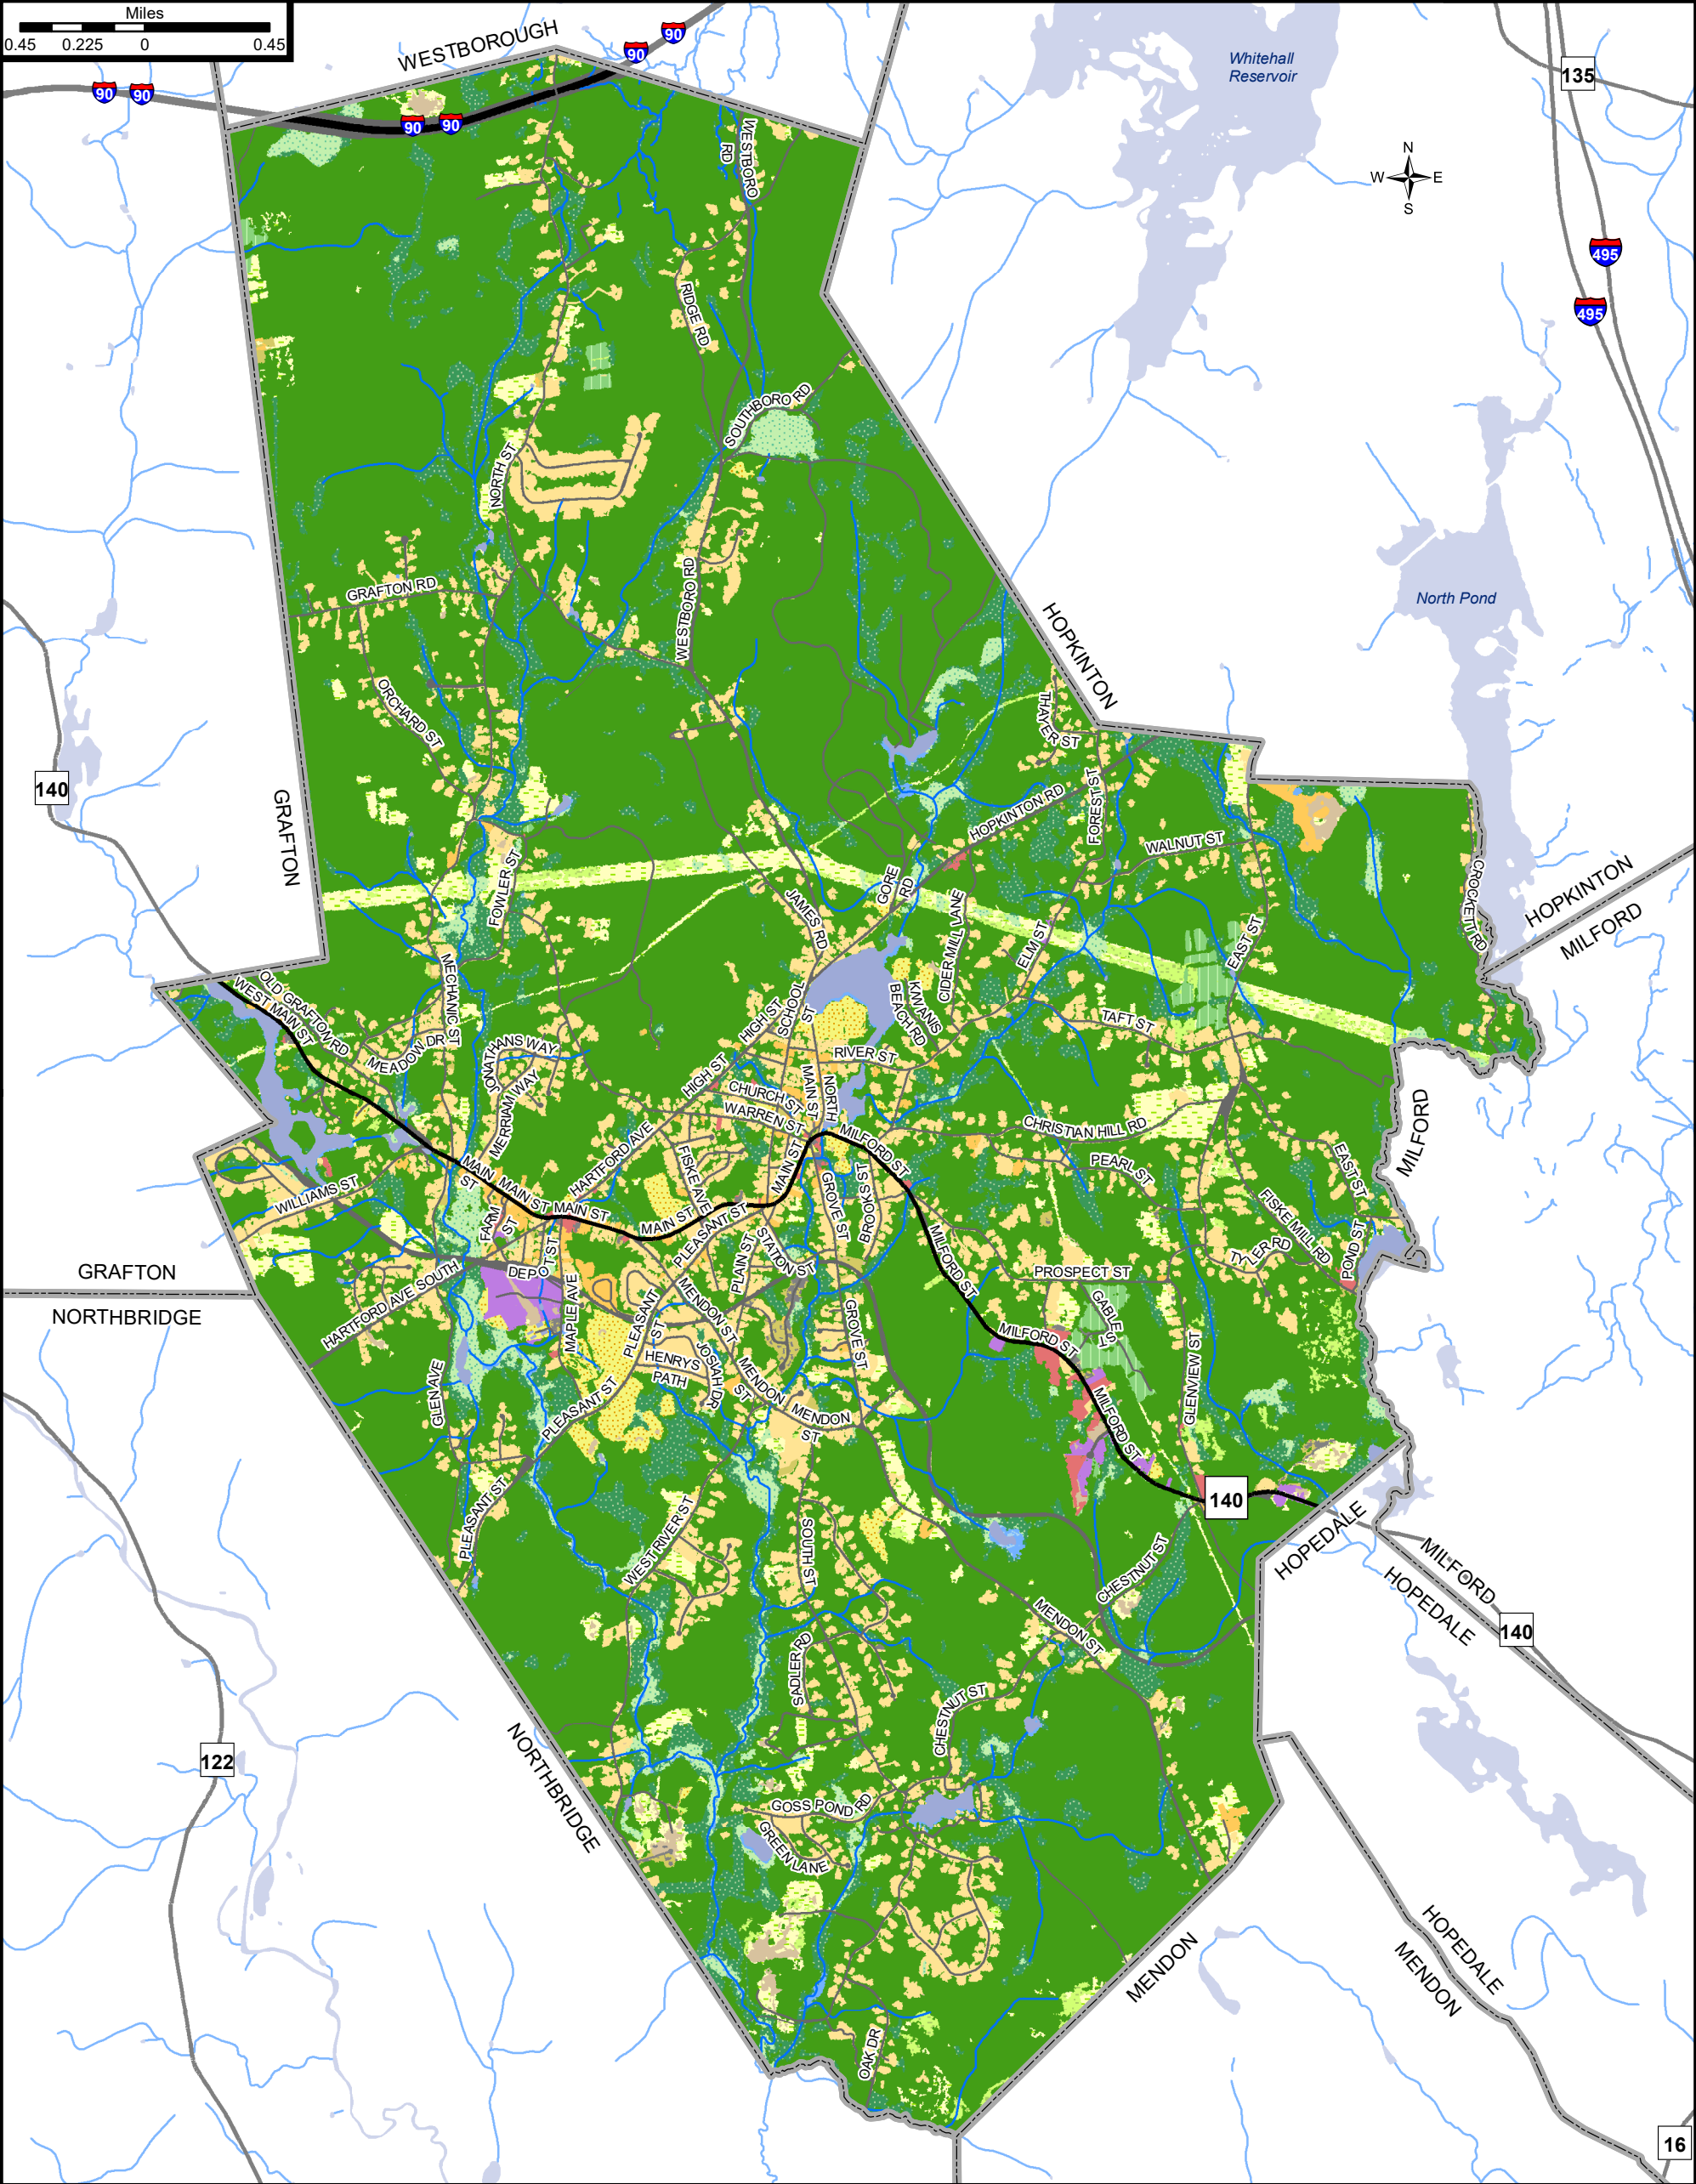 Miles
0.45 0.225 0 0.45
WESTBOROUGH
90
90
90
90
90
90
Whitehall
Reservoir
135
N
W E
S
495
495
WESTBORO
RD
RIDGE RD
SOUTHBORO RD
NORTH ST
North Pond
GRAFTON RD
WESTBORO RD
HOPKINTON
ORCHARD ST
THAYER ST
140
GRAFTON
HOPKINTON RD
FOREST ST
WALNUT ST
FOWLER ST
GORE
RD
JAMES RD
CIDER MILL LANE
ELM ST
EAST ST
CROCKETT RD
HOPKINTON
MILFORD
OLD GRAFTON RD
WEST MAIN ST
MECHANIC ST
KIWANIS
BEACH RD
SCHOOL
ST
HIGH ST
TAFT ST
MEADOW DR
JONATHANS WAY
RIVER ST
MERRIAM WAY
HIGH ST
CHURCH ST
WARREN ST
MAIN ST
NORTH
MILFORD
CHRISTIAN HILL RD
MILFORD ST
HARTFORD AVE
FISKE AVE
MAIN ST
PEARL ST
EAST ST
MAIN
ST
MAIN ST
MAIN ST
MAIN ST
WILLIAMS ST
FARM
ST
PLEASANT ST
GROVE ST
BROOKS ST
FISKE MILL RD
POND ST
TYLER RD
STATON ST
PLAIN ST
MILFORD ST
PROSPECT ST
GRAFTON
NORTHBRIDGE
HARTFORD AVE SOUTH
DEPOT ST
MAPLE AVE
MENDON ST
PLEASANT
ST
GROVE ST
GABLE
ST
MILFORD ST
GLENVIEW ST
HENRYS
PATH
JOSIAH DR
GLEN AVE
PLEASANT ST
MENDON
ST
MENDON
ST
MILFORD ST
PLEASANT ST
140
WEST RIVER ST
SOUTH ST
HOPEDALE
MILFORD
HOPEDALE
140
CHESTNUT ST
MENDON ST
SADLER RD
CHESTNUT ST
122
NORTHBRIDGE
GOSS POND RD
GREEN LANE
MENDON
HOPEDALE
MENDON
OAK DR
16